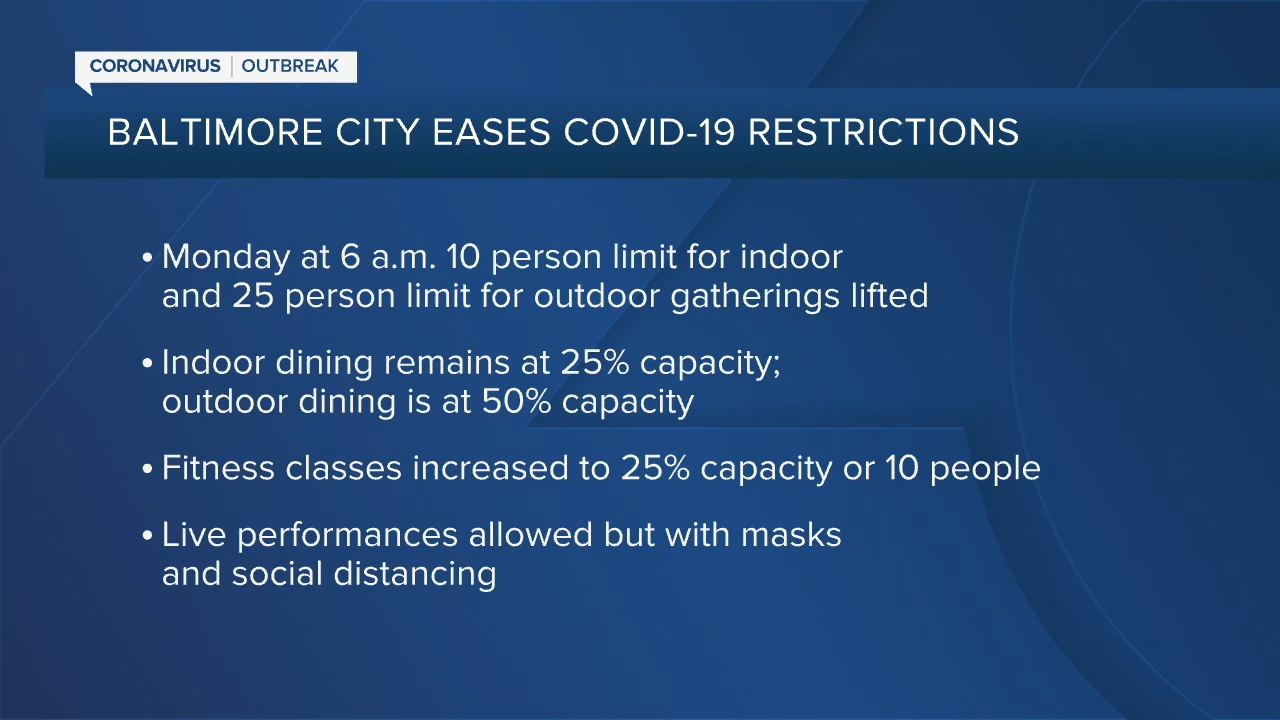 CORONAVIRUS | OUTBREAK
BALTIMORE CITY EASES COVID-19 RESTRICTIONS
• Monday at 6 a.m. 10 person limit for indoor
and 25 person limit for outdoor gatherings lifted
• Indoor dining remains at 25% capacity;
outdoor dining is at 50% capacity
• Fitness classes increased to 25% capacity or 10 people
• Live performances allowed but with masks
and social distancing